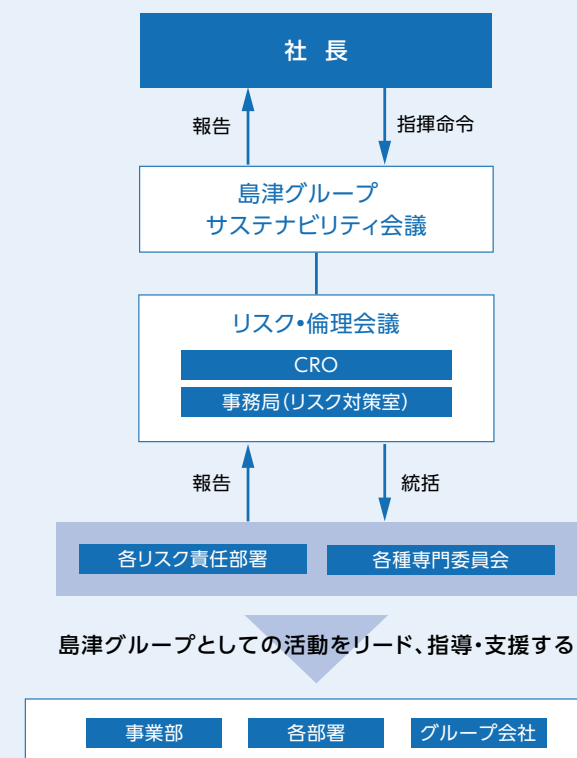 社 長
報告
指揮命令
島津グループ
サステナビリティ会議
リスク・倫理会議
CRO
事務局(リスク対策室)
報告
統括
各リスク責任部署
各種専門委員会
島津グループとしての活動をリード、指導・支援する
事業部
各部署
グループ会社